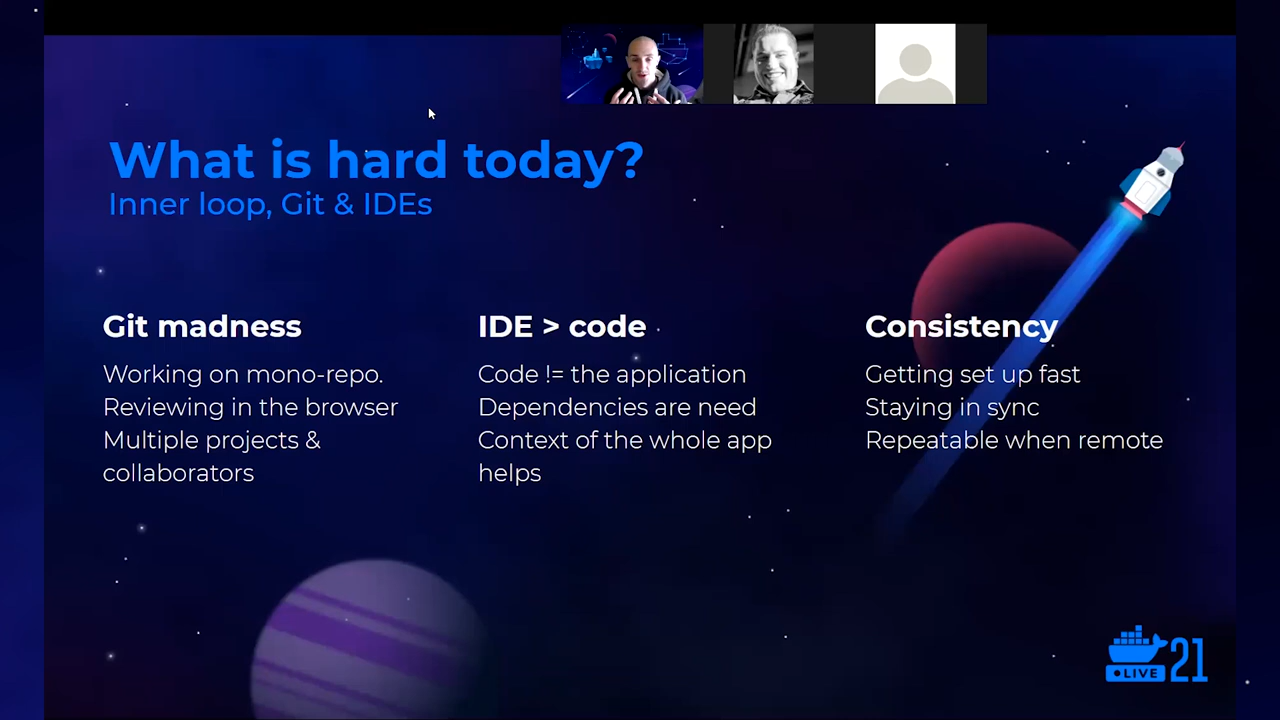 What is hard today?
Inner loop, Git & IDEs
Git madness
Working on mono-repo.
Reviewing in the browser
Multiple projects &
collaborators
IDE > code
Code != the application
Dependencies are need
Context of the whole app
helps
Consistency
Getting set up fast
Staying in sync
Repeatable when remote
LIVE 21